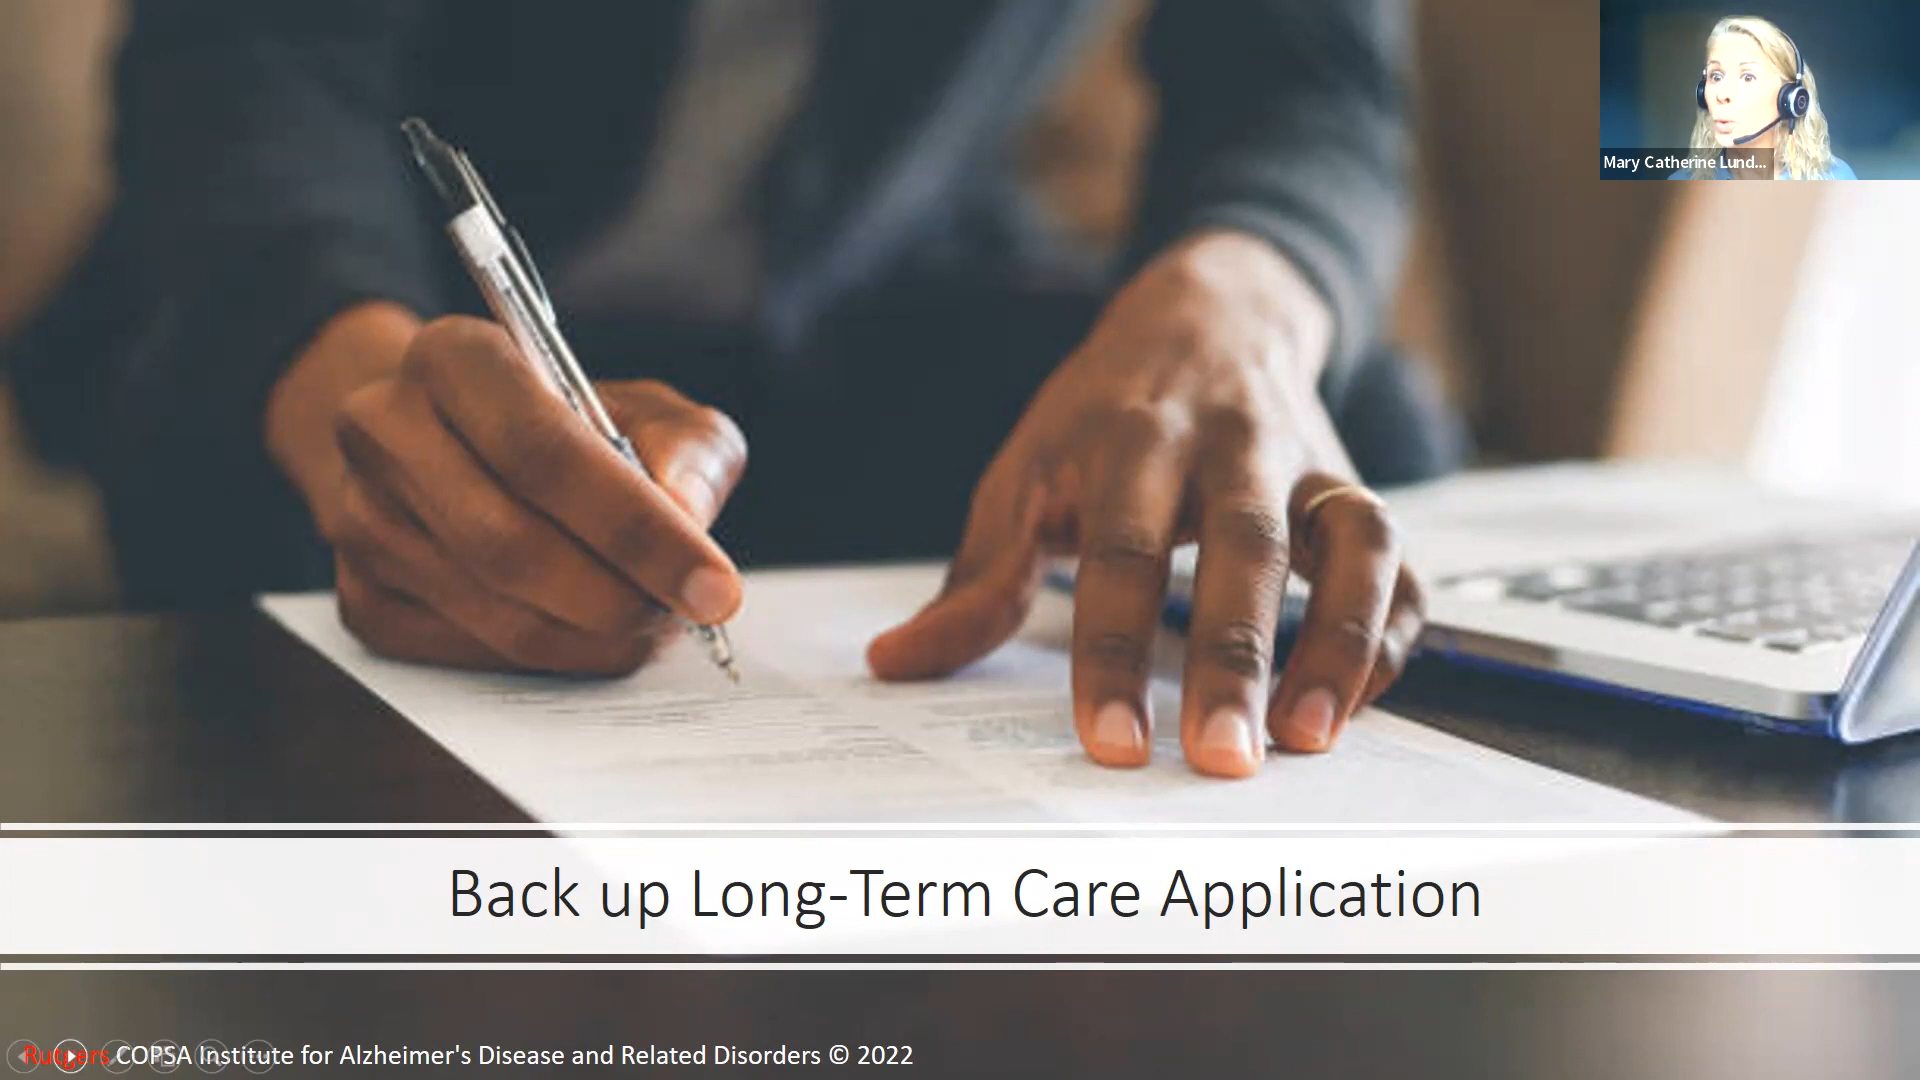 Mary Catherine Lund...
Back up Long-Term Care Application
Rutgers COPSA Institute for Alzheimer's Disease and Related Disorders © 2022